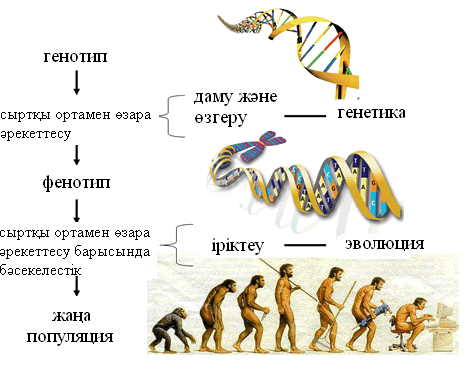 генотип
сыртқы ортамен өзара
әрекеттесу
даму және
өзгеру
генетика
фенотип
сыртқы ортамен өзара
әрекеттесу барысында
бәсекелестік
іріктеу
эволюция
жаңа
популяция